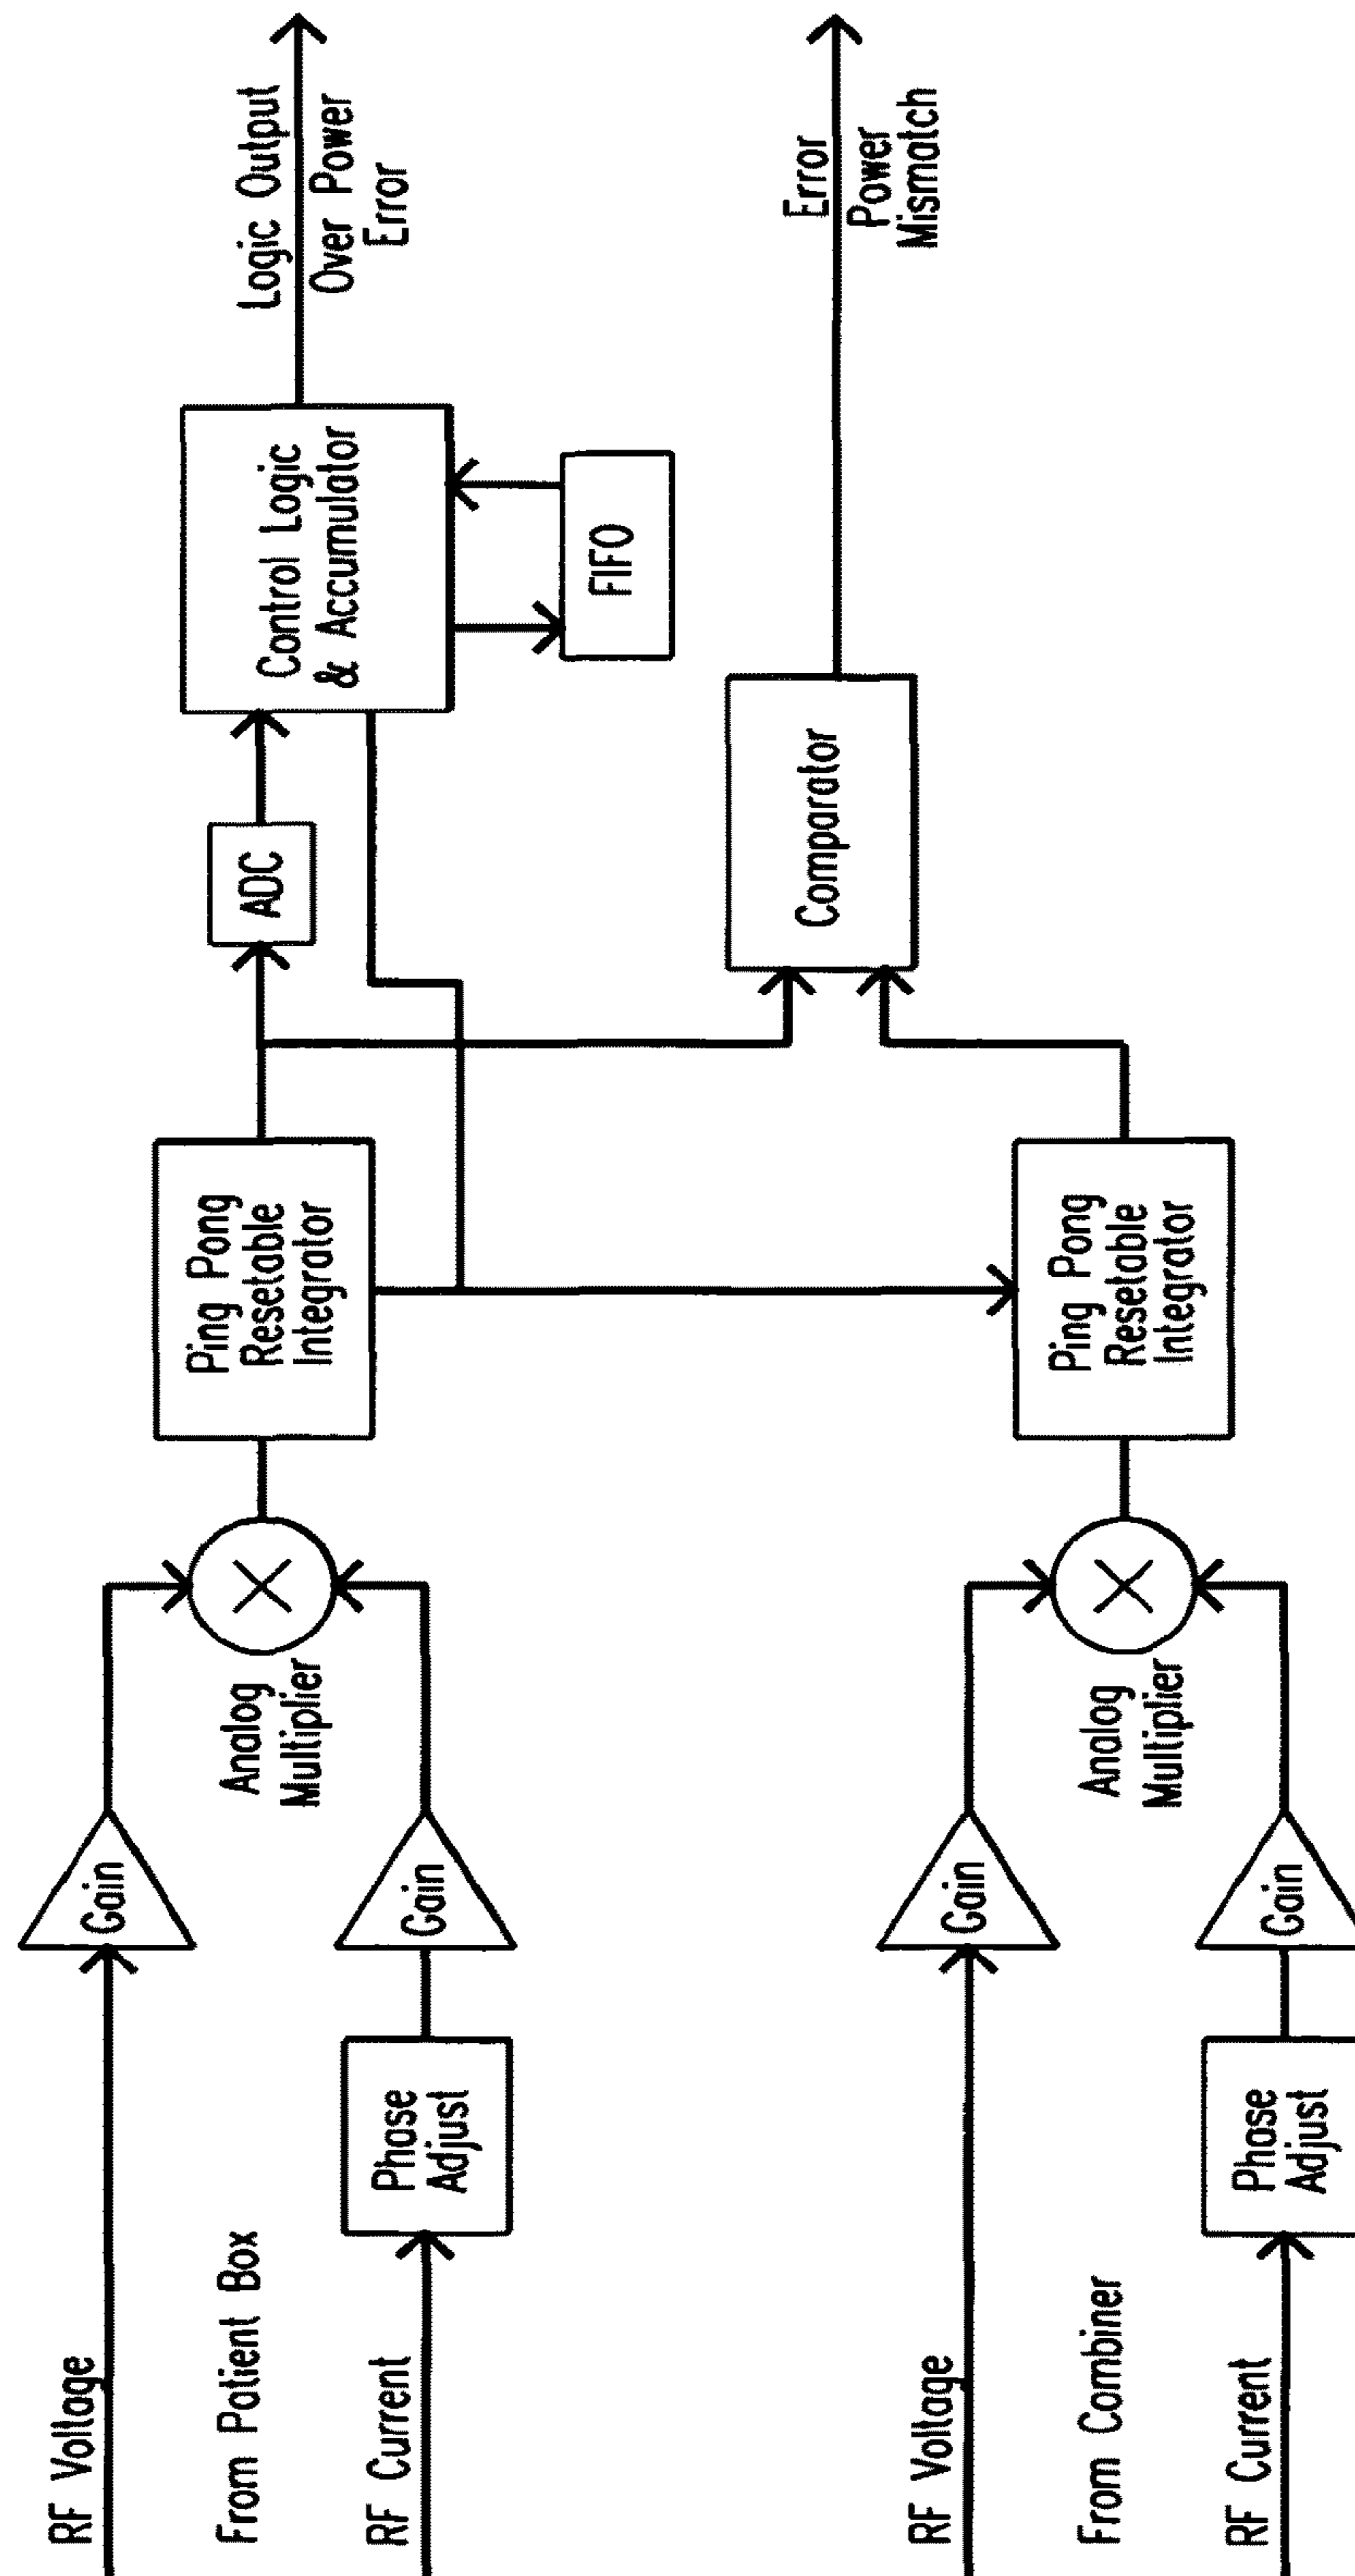 RF Voltage
From Patient Box
RF Current
Phase
Adjust
Gain
Gain
Analog
Multiplier
Ping Pong
Resetable
Integrator
ADC
Control Logic
& Accumulator
FIFO
Logic Output
Over Power
Error
RF Voltage
From Combiner
RF Current
Phase
Adjust
Gain
Gain
Analog
Multiplier
Ping Pong
Resetable
Integrator
Comparator
Error
Power
Mismatch